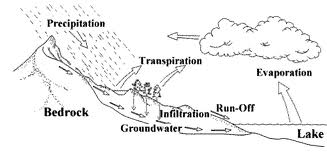 Precipitation
Transpiration
Evaporation
Bedrock
Infiltration
Run-Off
Groundwater
Lake